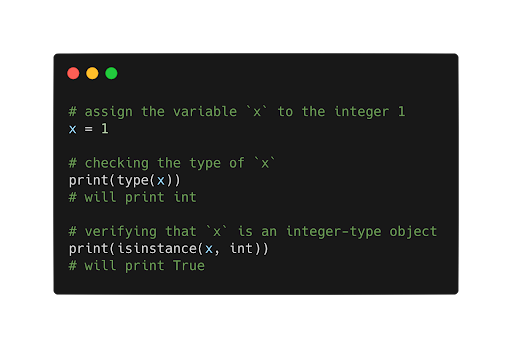 # assign the variable `x` to the integer 1
x = 1
# checking the type of `x`
print(type(x))
# will print int
# verifying that `x` is an integer-type object
print(isinstance(x, int))
# will print True